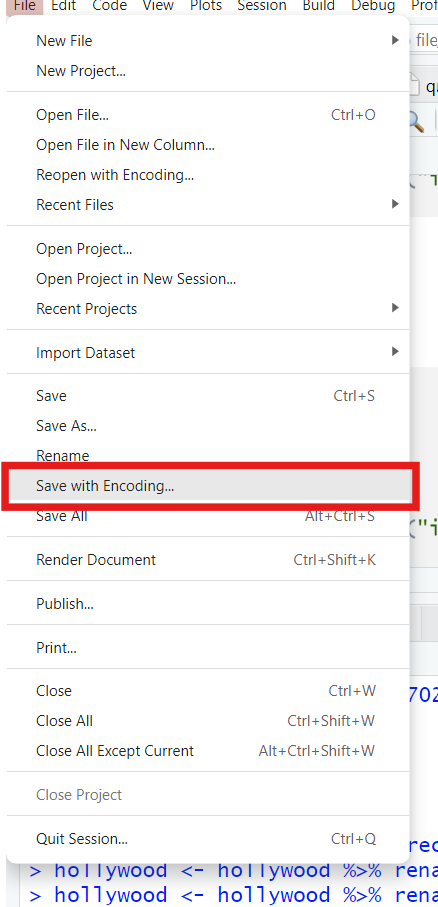 File Edit Code View Plots Session Build Debug Prof
New File
file
New Project...
qu
Open File... Ctrl+O
Open File in New Column...
Reopen with Encoding...
Recent Files
Open Project...
Open Project in New Session...
Recent Projects
Import Dataset
Save Ctrl+S
Save As...
Rename
Save with Encoding...
Save All Alt+Ctrl+S
("i
Render Document Ctrl+Shift+K
Publish...
Print...
Close Ctrl+W
702
Close All Ctrl+Shift+W
Close All Except Current Alt+Ctrl+Shift+W
Close Project
Quit Session... Ctrl+Q
rec
> hollywood <- hollywood %>% rena
> hollywood <- hollywood %>% rena